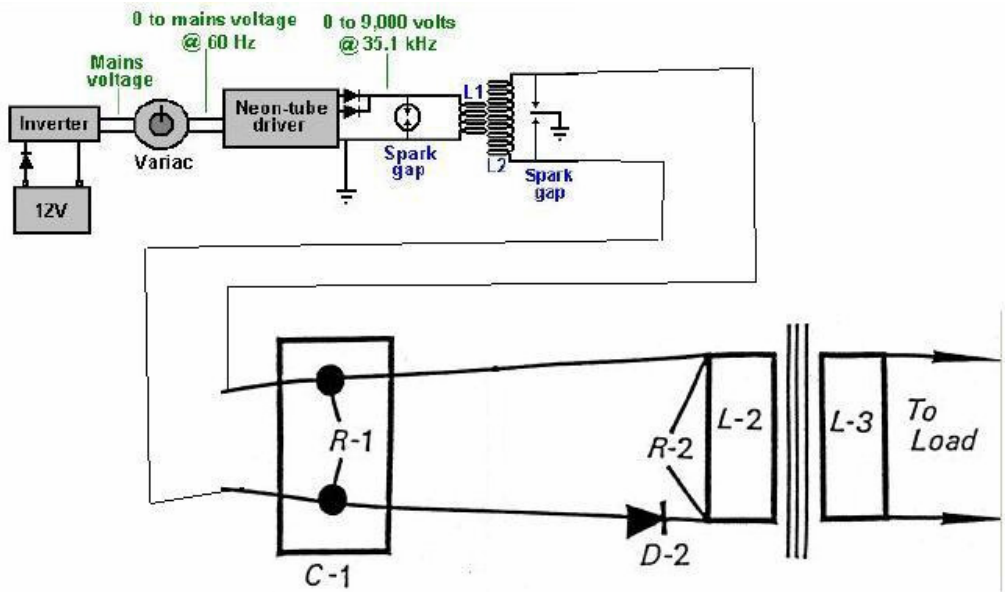 0 to mains voltage
@ 60 Hz
0 to 9,000 volts
@ 35.1 kHz
Mains
voltage
Inverter
Variac
Neon-tube
driver
L1
L2
Spark
gap
Spark
gap
12V
R-1
C-1
R-2
L-2
D-2
L-3
To
Load